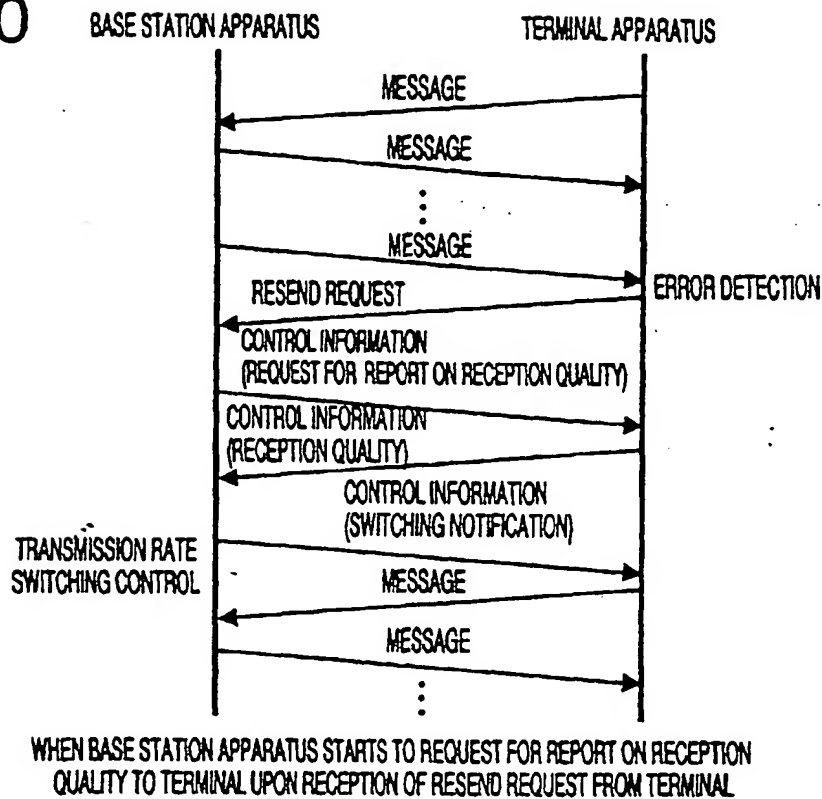 0
BASE STATION APPARATUS
TERMINAL APPARATUS
MESSAGE
MESSAGE
MESSAGE
ERROR DETECTION
RESEND REQUEST
CONTROL INFORMATION
(REQUEST FOR REPORT ON RECEPTION QUALITY)
CONTROL INFORMATION
(RECEPTION QUALITY)
CONTROL INFORMATION
(SWITCHING NOTIFICATION)
TRANSMISSION RATE
SWITCHING CONTROL
MESSAGE
MESSAGE
WHEN BASE STATION APPARATUS STARTS TO REQUEST FOR REPORT ON RECEPTION
QUALITY TO TERMINAL UPON RECEPTION OF RESEND REQUEST FROM TERMINAL